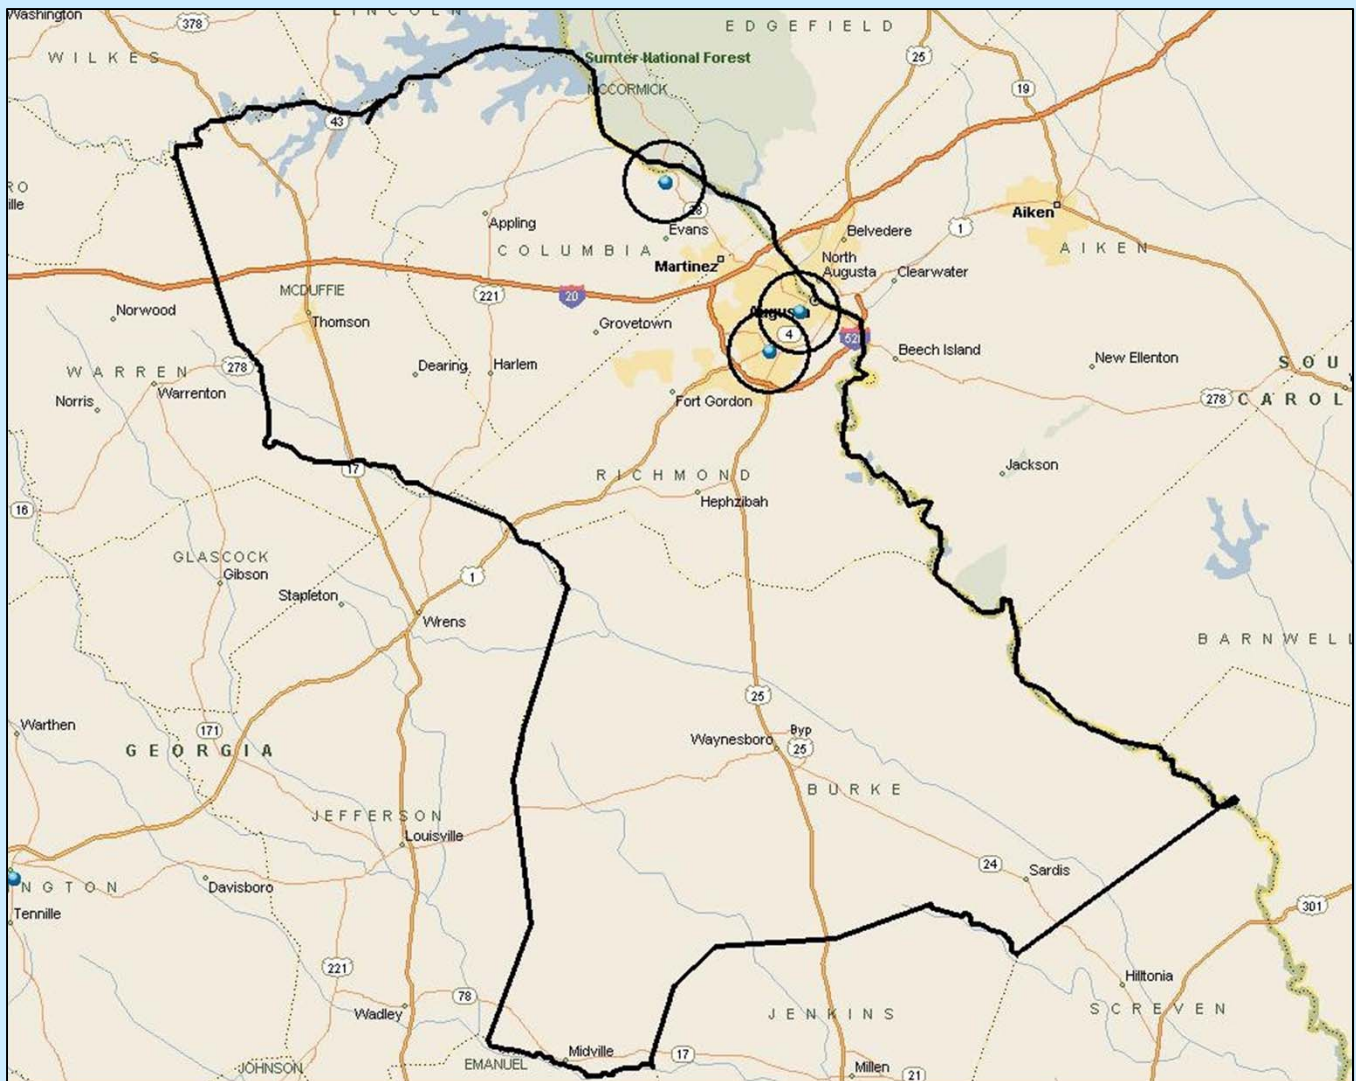 Washington
378
LINCOLN
EDGEFIELD
WILKES
Sumter National Forest
25
MCCORMICK
19
43
Appling
28
Evans
Aiken
1
COLUMBIA
Belvedere
AIKEN
Martinez
North
Augusta
Clearwater
MCDUFFIE
221
20
Norwood
Thomson
Grovetown
Augusta
4
520
Beech Island
New Ellenton
SOU
278
Dearing
Harlem
WARREN
Warrenton
Norris
Fort Gordon
278
CAROL
17
RICHMOND
Jackson
Hephzibah
16
GLASCOCK
Gibson
1
Stapleton
Wrens
BARNWELL
25
Warthen
171
GEORGIA
Waynesboro
Byp
25
BURKE
JEFFERSON
Louisville
24
Sardis
NGTON
Davisboro
Tennille
301
221
Hilltonia
78
Wadley
JENKINS
SCREVEN
Midville
17
EMANUEL
JOHNSON
Millen
21